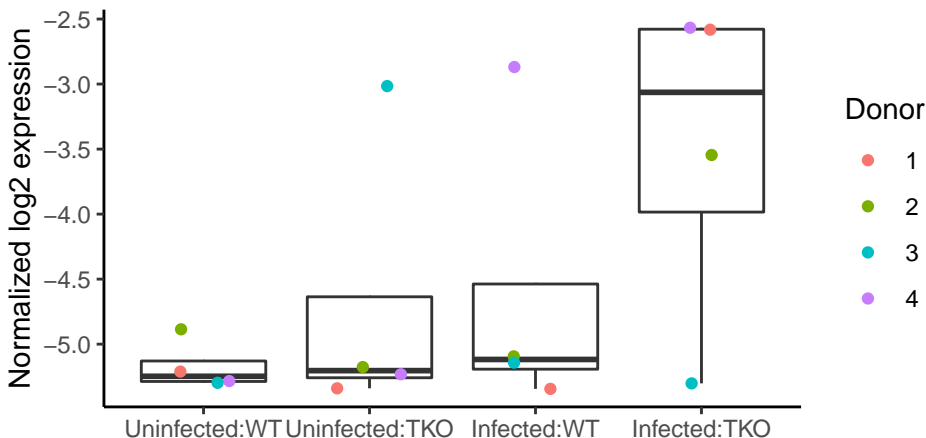 Normalized log2 expression
−2.5
−3.0
−3.5
−4.0
−4.5
−5.0
Uninfected:WT
Uninfected:TKO
Infected:WT
Infected:TKO
Donor
1
2
3
4